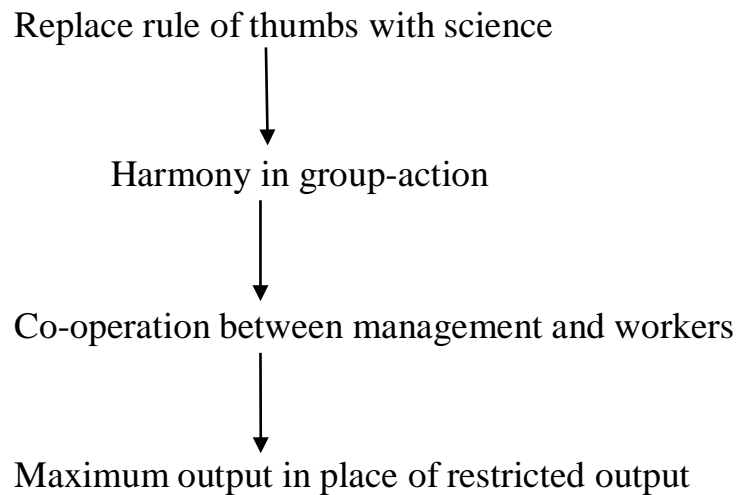 Replace rule of thumbs with science
Harmony in group-action
Co-operation between management and workers
Maximum output in place of restricted output